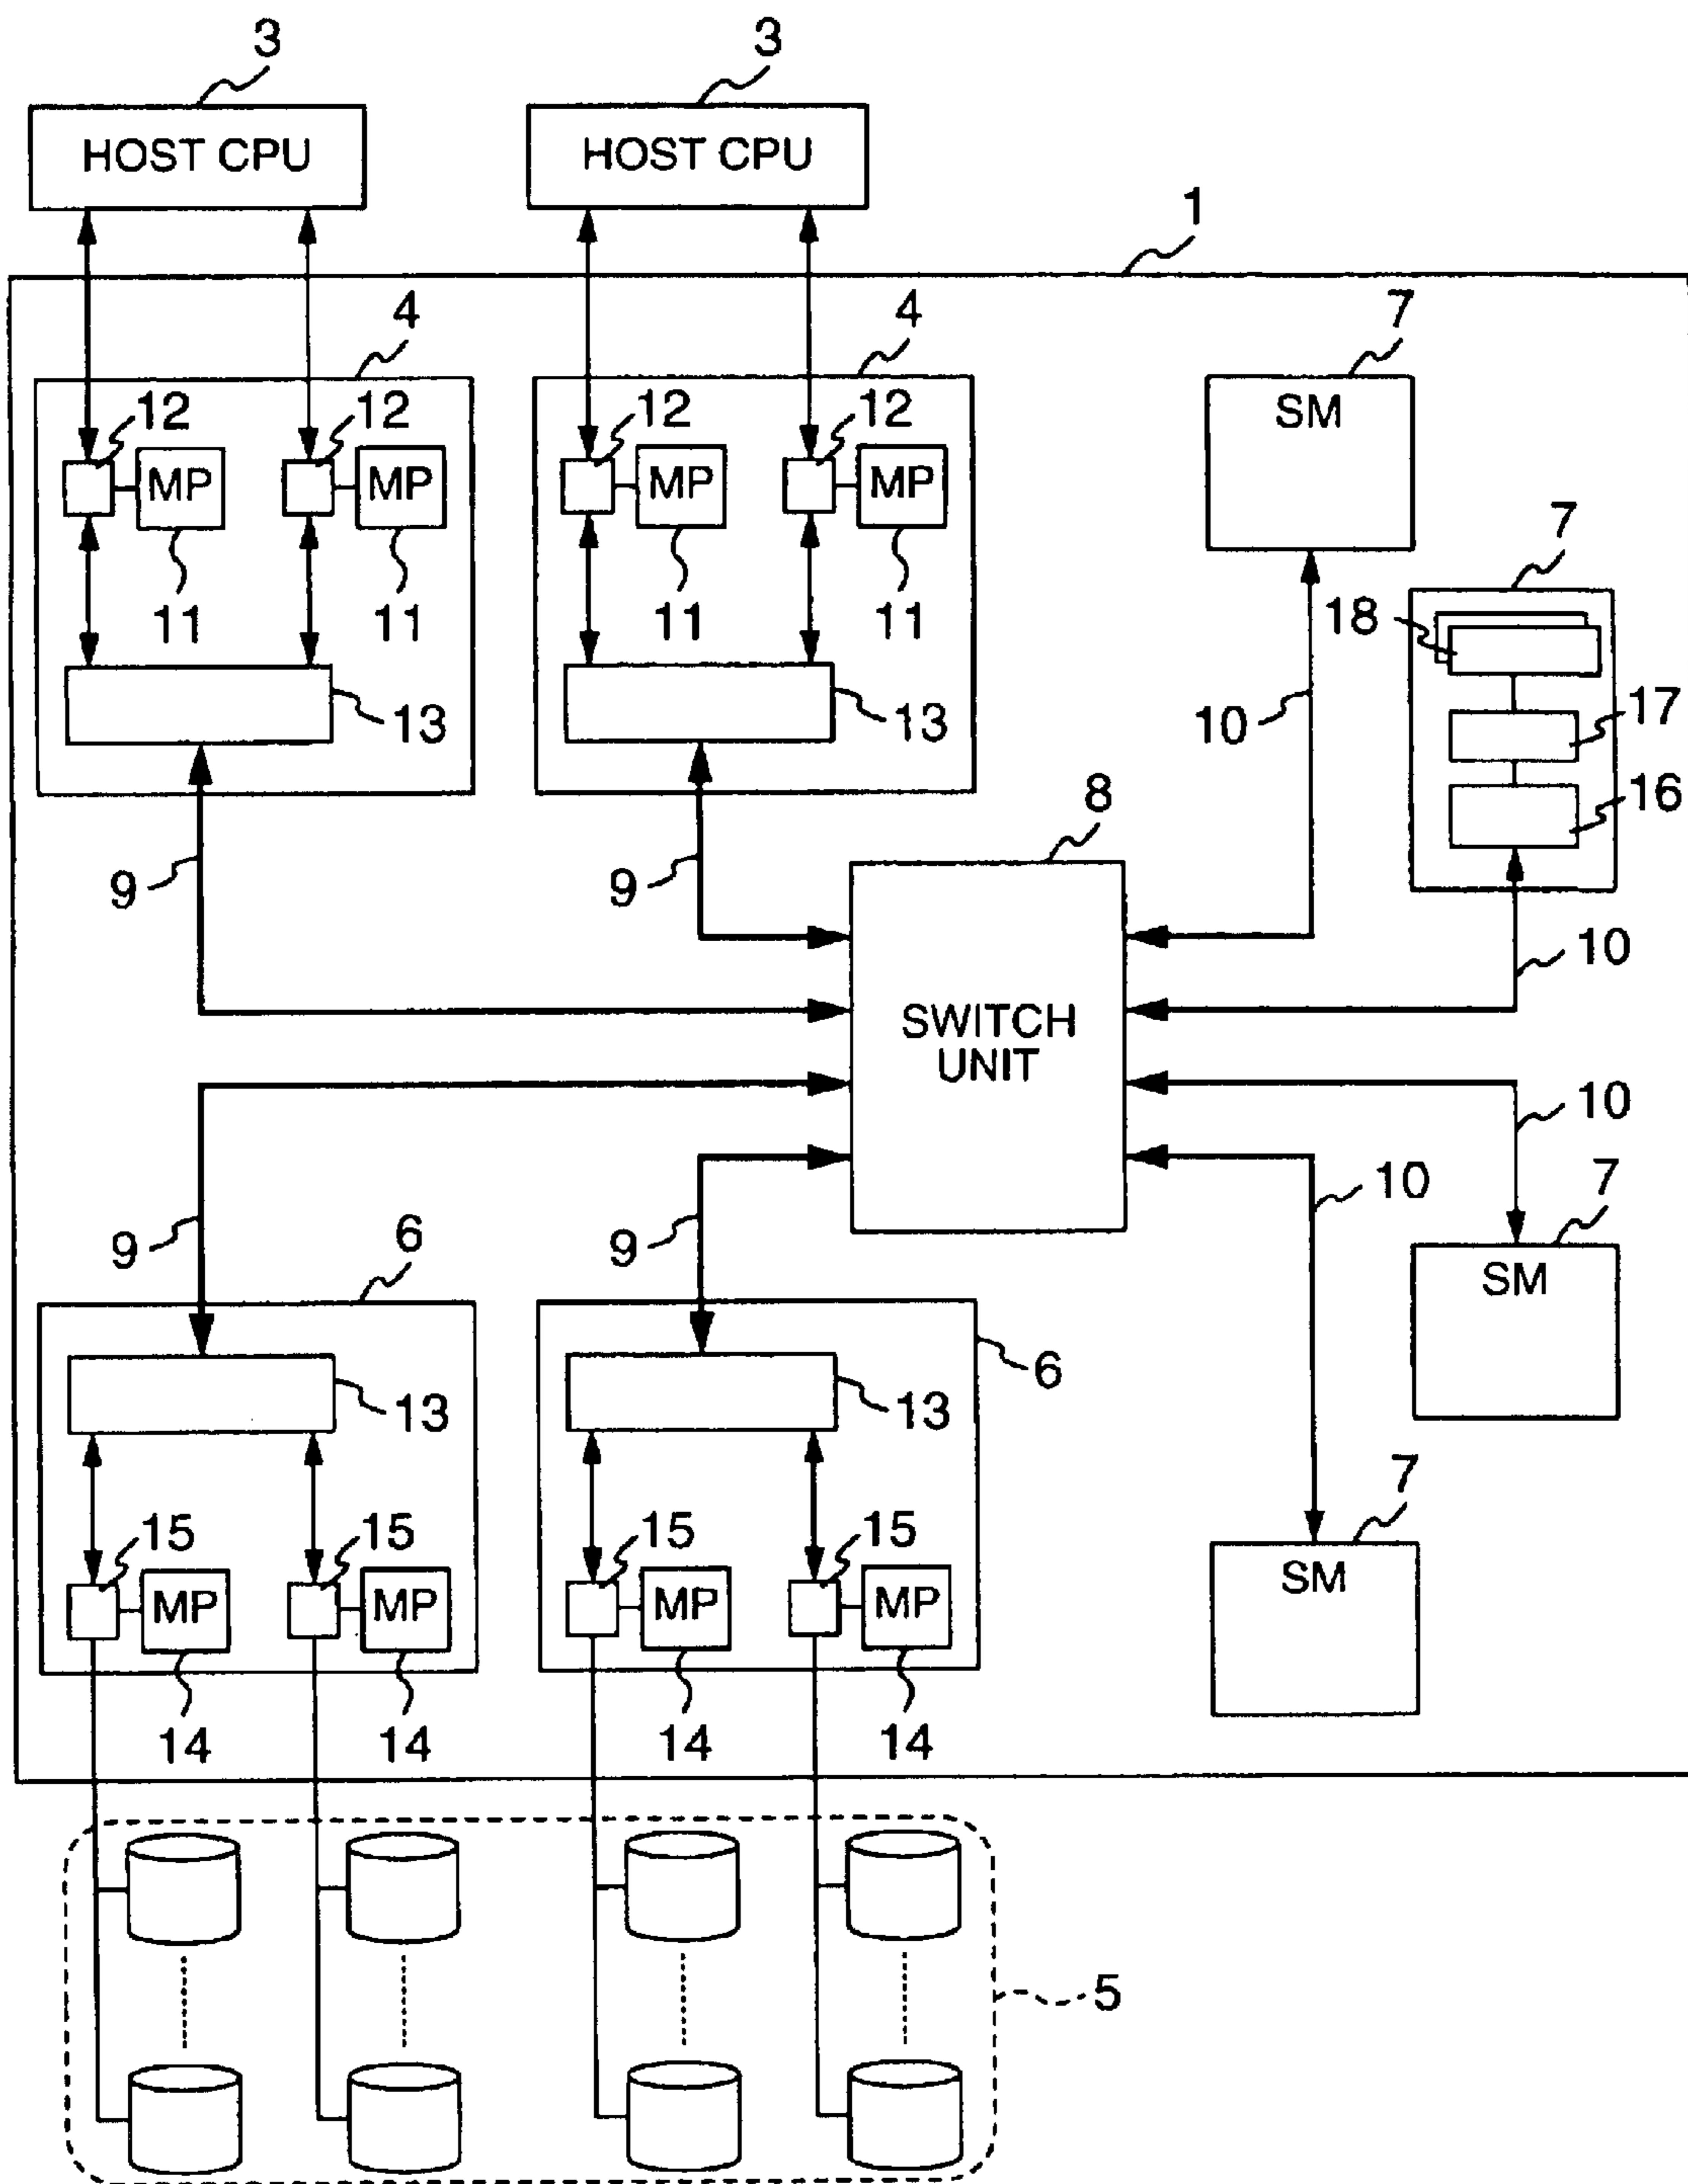 3 3
HOST CPU HOST CPU
1
4 4 7
12 12 12 12 SM
MP MP MP MP
7
11 11 11 11 18
13 13 10 17
8 16
9 9
10
SWITCH
UNIT
10
10 7
9 6 9 SM
6
13 13
7
15 15 15 15 SM
MP MP MP MP
14 14 14 14
5